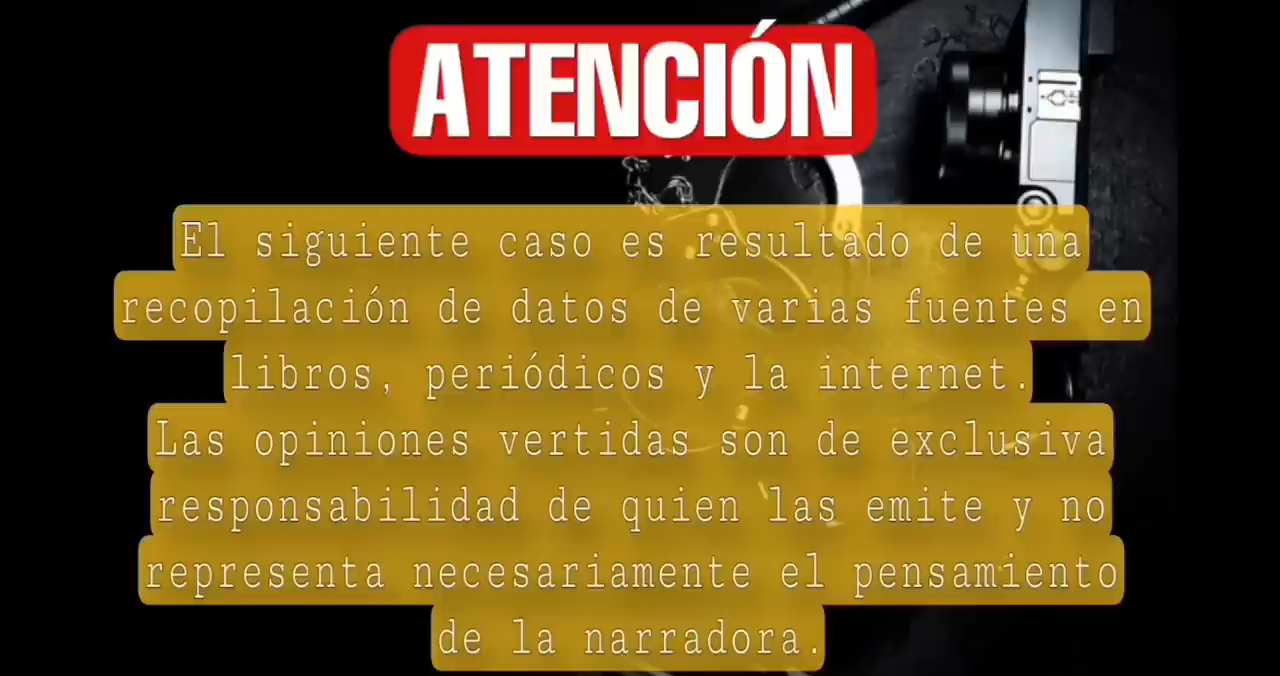 ATENCIÓN
El siguiente caso es resultado de una
recopilación de datos de varias fuentes en
libros, periódicos y la internet.
Las opiniones vertidas son de exclusiva
responsabilidad de quien las emite y no
representa necesariamente el pensamiento
de la narradora.